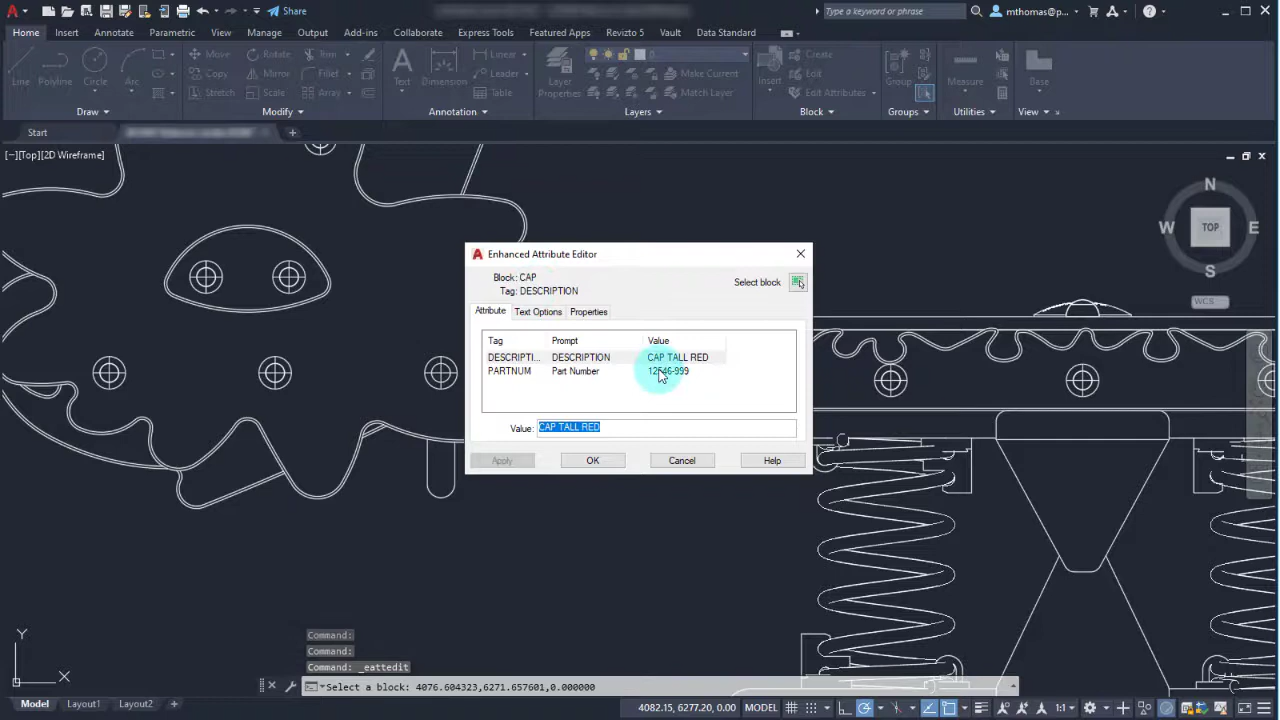 Share
Type a keyword or phrase
mthomas@p...
Home Insert Annotate Parametric View Manage Output Add-ins Collaborate Express Tools Featured Apps Revizto 5 Vault Data Standard
Line Polyline Circle Arc
Move Rotate Trim
Copy Mirror Fillet
Stretch Scale Array
Text Dimension
Linear
Leader
Table
Layer Properties
0
Make Current
Match Layer
Insert
Create
Edit
Edit Attributes
Group
Measure
Base
Draw Modify Annotation Layers Block Groups Utilities View
Start
[−][Top][2D Wireframe]
N
W TOP E
S
WCS
Enhanced Attribute Editor
Block: CAP
Tag: DESCRIPTION
Select block
Attribute Text Options Properties
Tag Prompt Value
DESCRIPTI... DESCRIPTION CAP TALL RED
PARTNUM Part Number 12546-999
Value: CAP TALL RED
Apply OK Cancel Help
Y
X
Command:
Command:
Command: _eattedit
Select a block: 4076.604323,6271.657601,0.000000
Model Layout1 Layout2 +
4082.15, 6277.20, 0.00 MODEL
1:1